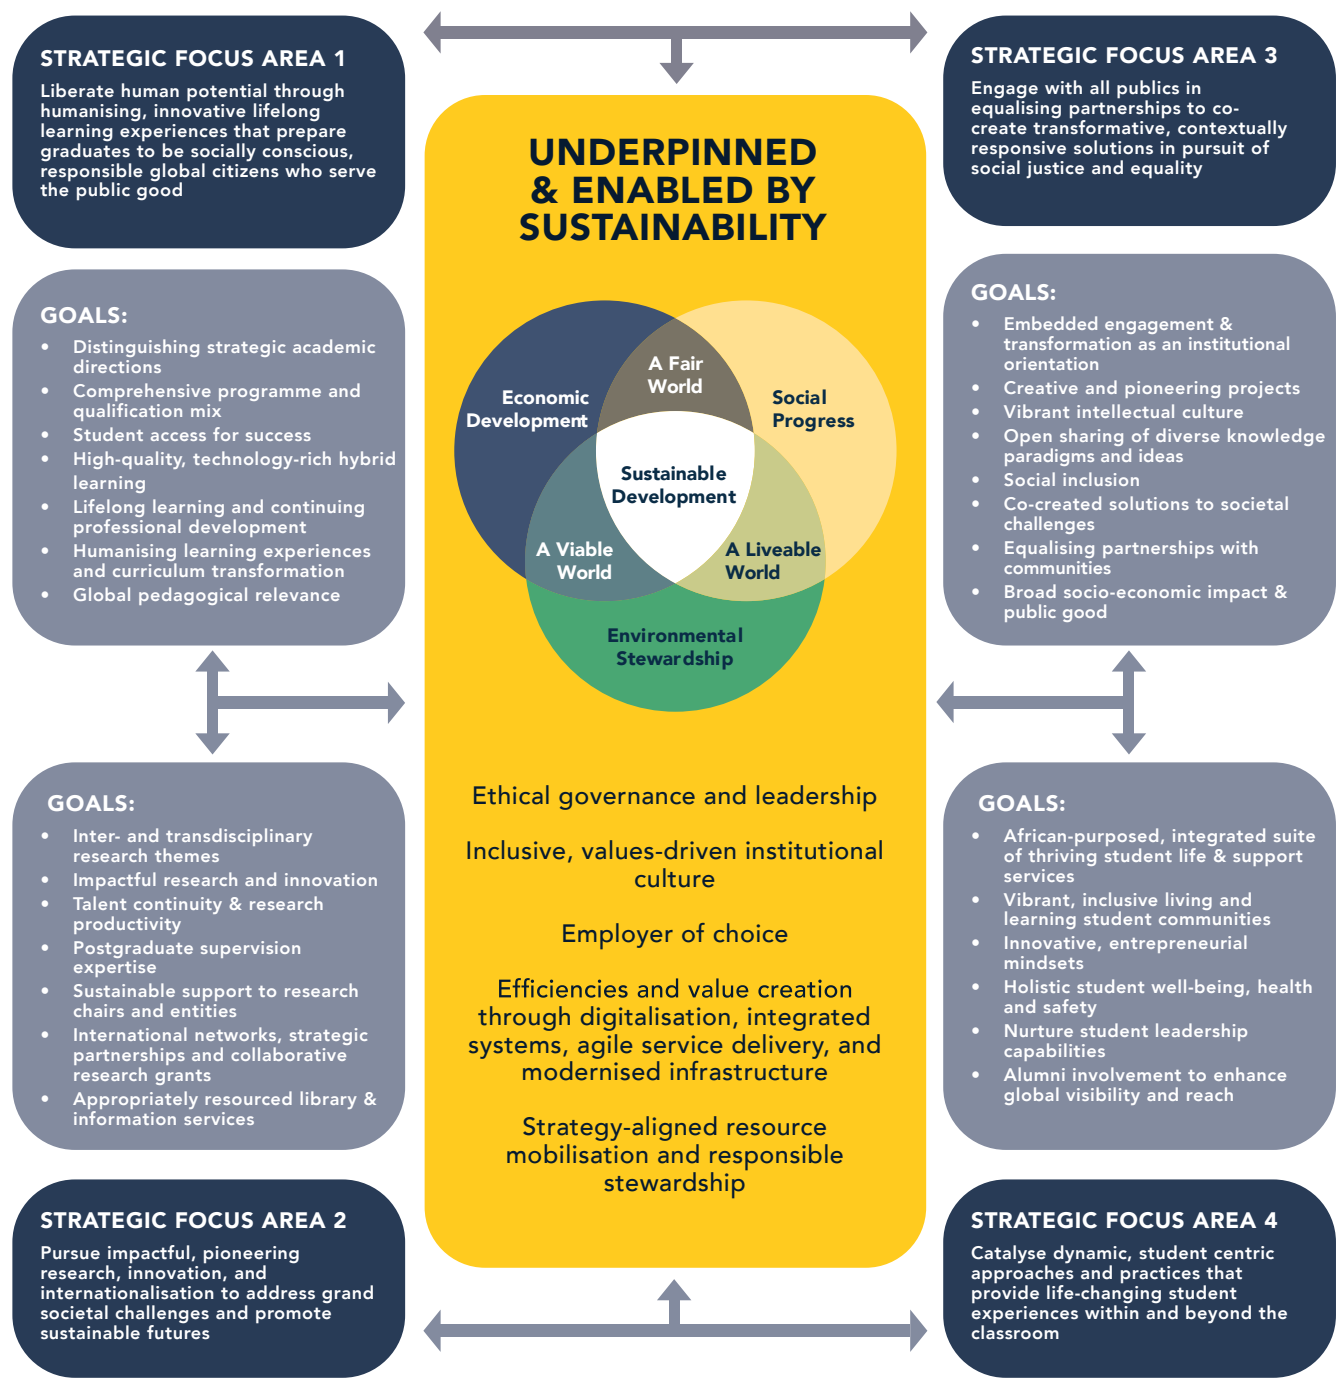 STRATEGIC FOCUS AREA 1
Liberate human potential through
humanising, innovative lifelong
learning experiences that prepare
graduates to be socially conscious,
responsible global citizens who serve
the public good
GOALS:
• Distinguishing strategic academic
directions
• Comprehensive programme and
qualification mix
• Student access for success
• High-quality, technology-rich hybrid
learning
• Lifelong learning and continuing
professional development
• Humanising learning experiences
and curriculum transformation
• Global pedagogical relevance
GOALS:
• Inter- and transdisciplinary
research themes
• Impactful research and innovation
• Talent continuity & research
productivity
• Postgraduate supervision
expertise
• Sustainable support to research
chairs and entities
• International networks, strategic
partnerships and collaborative
research grants
• Appropriately resourced library &
information services
STRATEGIC FOCUS AREA 2
Pursue impactful, pioneering
research, innovation, and
internationalisation to address grand
societal challenges and promote
sustainable futures
UNDERPINNED
& ENABLED BY
SUSTAINABILITY
A Fair
World
Economic
Development
Social
Progress
Sustainable
Development
A Viable
World
A Liveable
World
Environmental
Stewardship
Ethical governance and leadership
Inclusive, values-driven institutional
culture
Employer of choice
Efficiencies and value creation
through digitalisation, integrated
systems, agile service delivery, and
modernised infrastructure
Strategy-aligned resource
mobilisation and responsible
stewardship
STRATEGIC FOCUS AREA 3
Engage with all publics in
equalising partnerships to co-
create transformative, contextually
responsive solutions in pursuit of
social justice and equality
GOALS:
• Embedded engagement &
transformation as an institutional
orientation
• Creative and pioneering projects
• Vibrant intellectual culture
• Open sharing of diverse knowledge
paradigms and ideas
• Social inclusion
• Co-created solutions to societal
challenges
• Equalising partnerships with
communities
• Broad socio-economic impact &
public good
GOALS:
• African-purposed, integrated suite
of thriving student life & support
services
• Vibrant, inclusive living and
learning student communities
• Innovative, entrepreneurial
mindsets
• Holistic student well-being, health
and safety
• Nurture student leadership
capabilities
• Alumni involvement to enhance
global visibility and reach
STRATEGIC FOCUS AREA 4
Catalyse dynamic, student centric
approaches and practices that
provide life-changing student
experiences within and beyond the
classroom